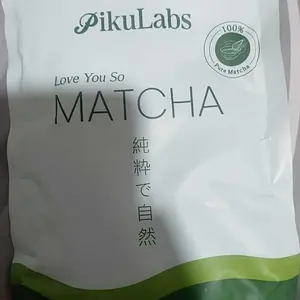 PikuLabs
100%
Pure Matcha
Love You So
MATCHA
純粋で自然